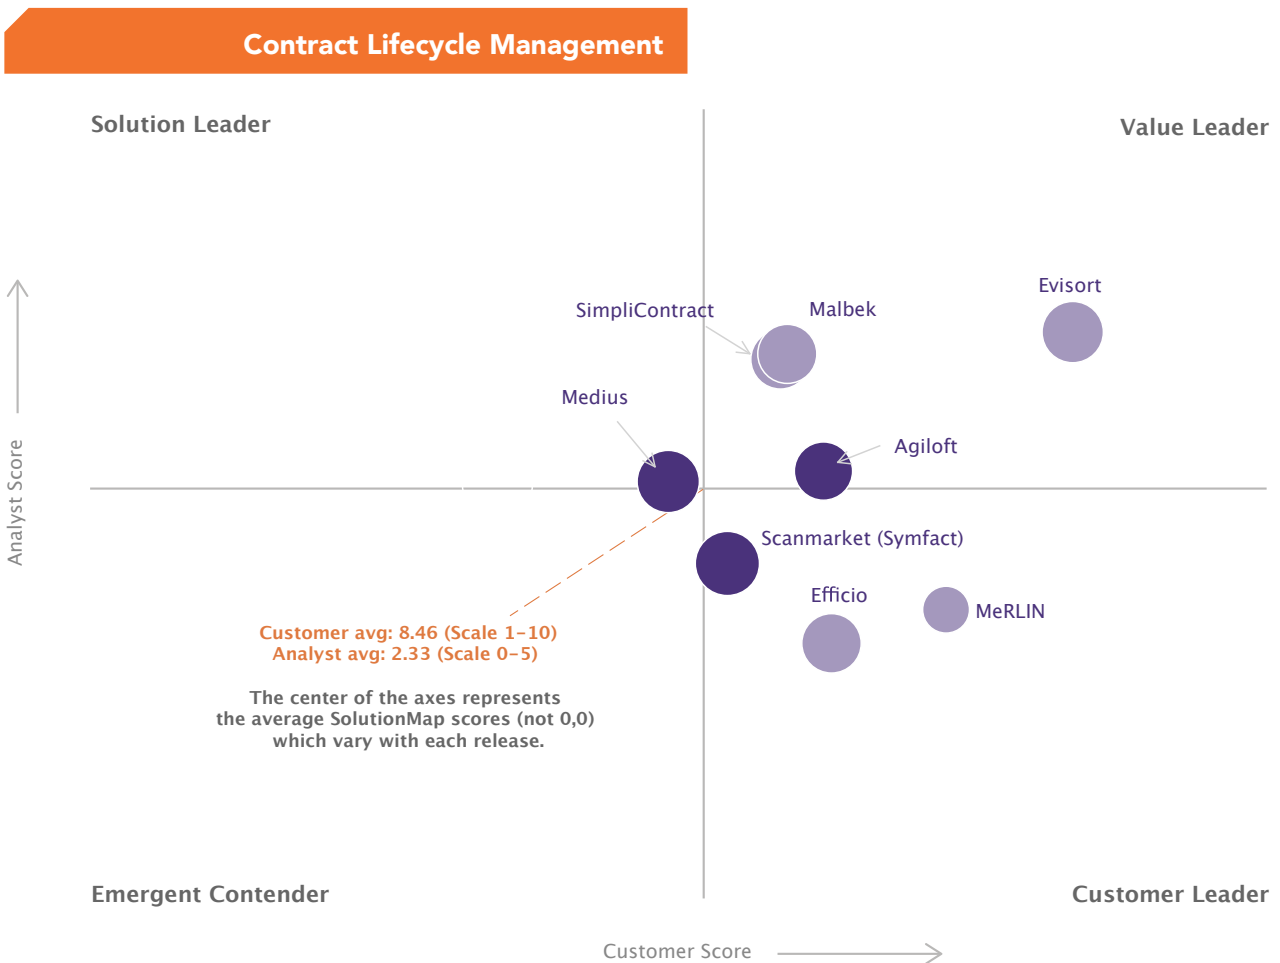 Contract Lifecycle Management
Solution Leader
Value Leader
Evisort
SimpliContract
Malbek
Medius
Agiloft
Analyst Score
Scanmarket (Symfact)
Efficio
MeRLIN
Customer avg: 8.46 (Scale 1–10)
Analyst avg: 2.33 (Scale 0–5)
The center of the axes represents
the average SolutionMap scores (not 0,0)
which vary with each release.
Emergent Contender
Customer Leader
Customer Score